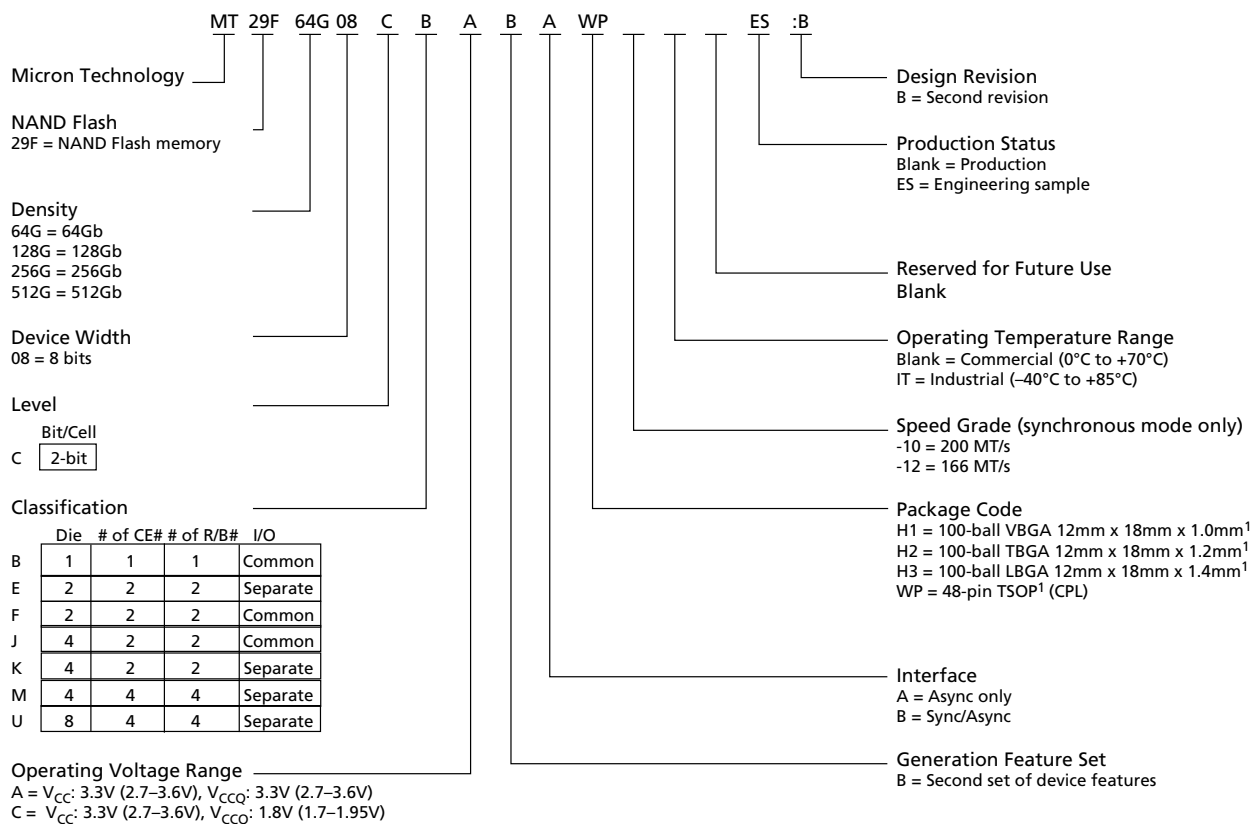 MT 29F 64G 08 C B A B A WP ES :B
Micron Technology
NAND Flash
29F = NAND Flash memory
Density
64G = 64Gb
128G = 128Gb
256G = 256Gb
512G = 512Gb
Device Width
08 = 8 bits
Level
Bit/Cell
C 2-bit
Classification
Die # of CE# # of R/B# I/O
B 1 1 1 Common
E 2 2 2 Separate
F 2 2 2 Common
J 4 2 2 Common
K 4 2 2 Separate
M 4 4 4 Separate
U 8 4 4 Separate
Operating Voltage Range
A = VCC: 3.3V (2.7–3.6V), VCCQ: 3.3V (2.7–3.6V)
C = VCC: 3.3V (2.7–3.6V), VCCQ: 1.8V (1.7–1.95V)
Design Revision
B = Second revision
Production Status
Blank = Production
ES = Engineering sample
Reserved for Future Use
Blank
Operating Temperature Range
Blank = Commercial (0°C to +70°C)
IT = Industrial (–40°C to +85°C)
Speed Grade (synchronous mode only)
-10 = 200 MT/s
-12 = 166 MT/s
Package Code
H1 = 100-ball VBGA 12mm x 18mm x 1.0mm1
H2 = 100-ball TBGA 12mm x 18mm x 1.2mm1
H3 = 100-ball LBGA 12mm x 18mm x 1.4mm1
WP = 48-pin TSOP1 (CPL)
Interface
A = Async only
B = Sync/Async
Generation Feature Set
B = Second set of device features